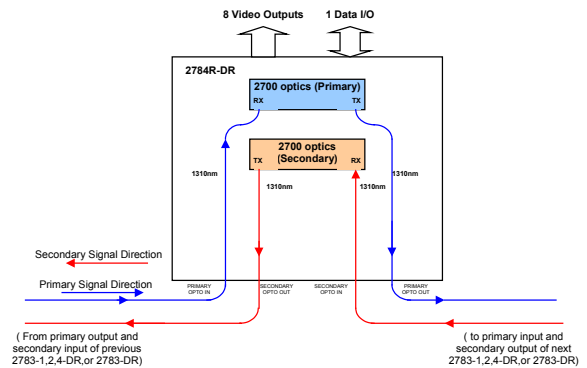 8 Video Outputs
1 Data I/O
2784R-DR
2700 optics (Primary)
RX
TX
2700 optics
(Secondary)
TX
RX
1310nm
1310nm
1310nm
1310nm
Secondary Signal Direction
Primary Signal Direction
PRIMARY
OPTO IN
SECONDARY
OPTO OUT
SECONDARY
OPTO IN
PRIMARY
OPTO OUT
( From primary output and
secondary input of previous
2783-1,2,4-DR,or 2783-DR)
( to primary input and
secondary output of next
2783-1,2,4-DR,or 2783-DR)